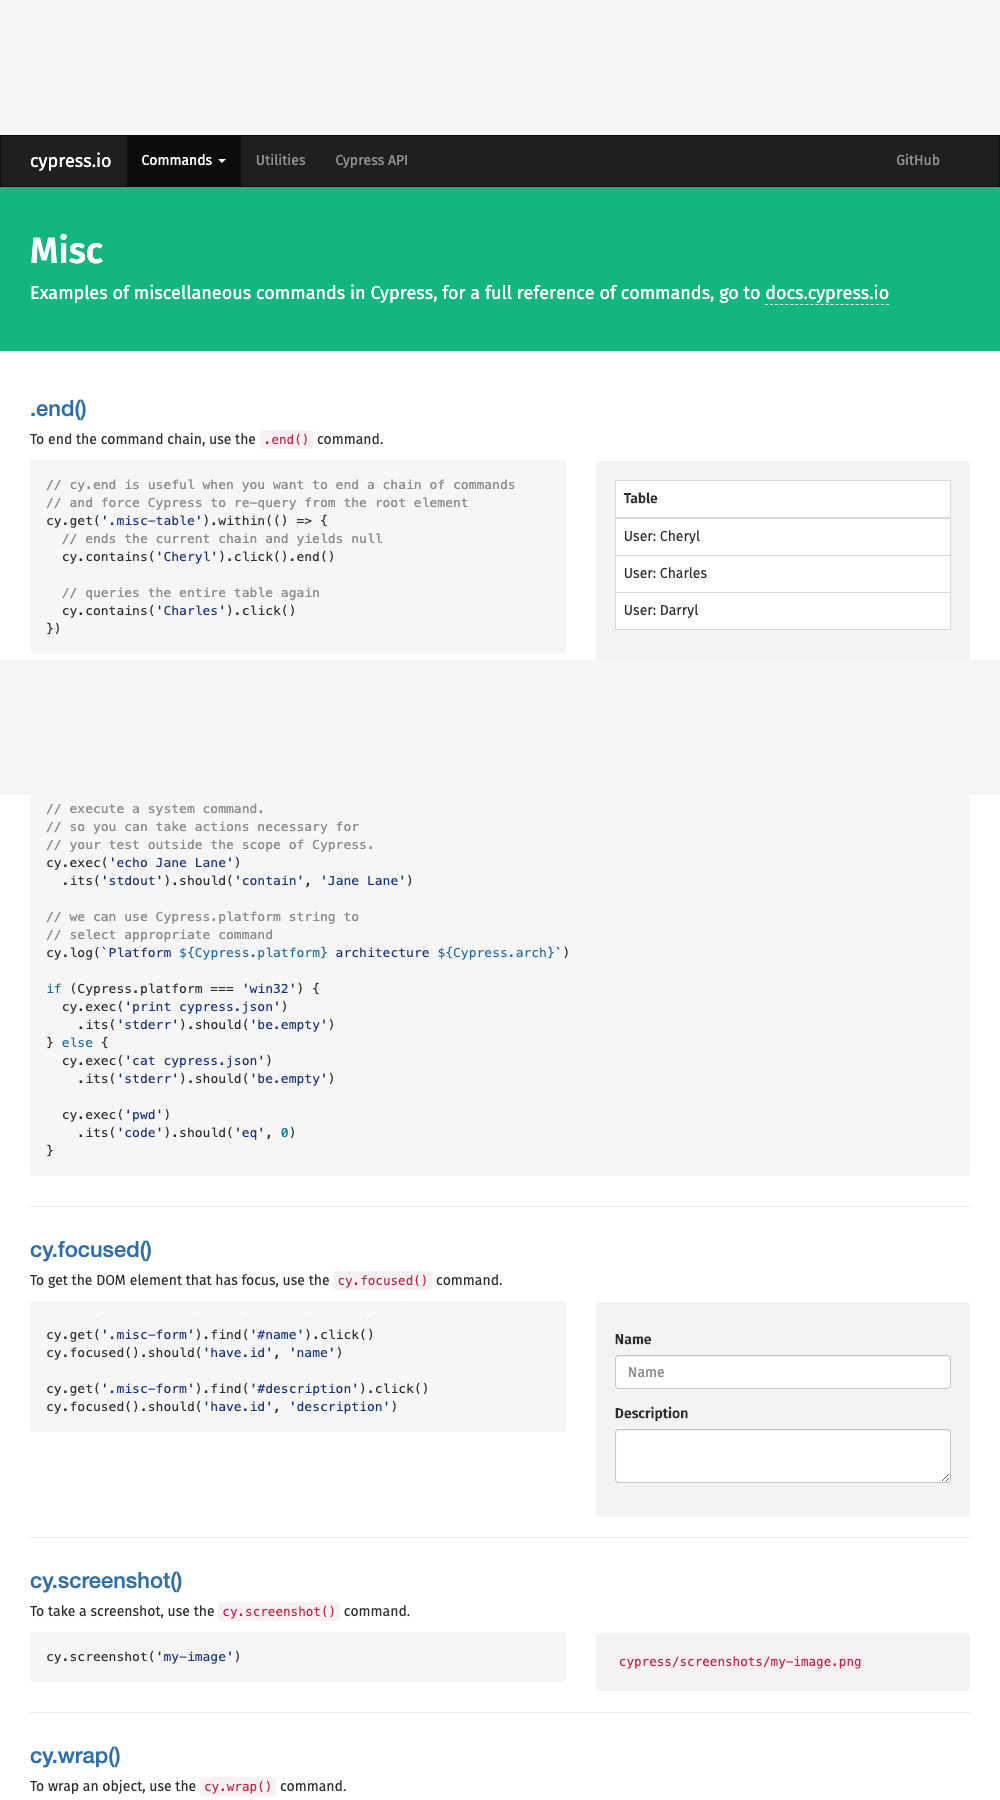 cypress.io Commands Utilities Cypress API GitHub
Misc
Examples of miscellaneous commands in Cypress, for a full reference of commands, go to docs.cypress.io
.end()
To end the command chain, use the .end() command.
// cy.end is useful when you want to end a chain of commands
// and force Cypress to re-query from the root element
cy.get('.misc-table').within(() => {
  // ends the current chain and yields null
  cy.contains('Cheryl').click().end()
  // queries the entire table again
  cy.contains('Charles').click()
})
Table
User: Cheryl
User: Charles
User: Darryl
// execute a system command.
// so you can take actions necessary for
// your test outside the scope of Cypress.
cy.exec('echo Jane Lane')
  .its('stdout').should('contain', 'Jane Lane')
// we can use Cypress.platform string to
// select appropriate command
cy.log(`Platform ${Cypress.platform} architecture ${Cypress.arch}`)
if (Cypress.platform === 'win32') {
  cy.exec('print cypress.json')
    .its('stderr').should('be.empty')
} else {
  cy.exec('cat cypress.json')
    .its('stderr').should('be.empty')
  cy.exec('pwd')
    .its('code').should('eq', 0)
}
cy.focused()
To get the DOM element that has focus, use the cy.focused() command.
cy.get('.misc-form').find('#name').click()
cy.focused().should('have.id', 'name')
cy.get('.misc-form').find('#description').click()
cy.focused().should('have.id', 'description')
Name
Name
Description
cy.screenshot()
To take a screenshot, use the cy.screenshot() command.
cy.screenshot('my-image')
cypress/screenshots/my-image.png
cy.wrap()
To wrap an object, use the cy.wrap() command.